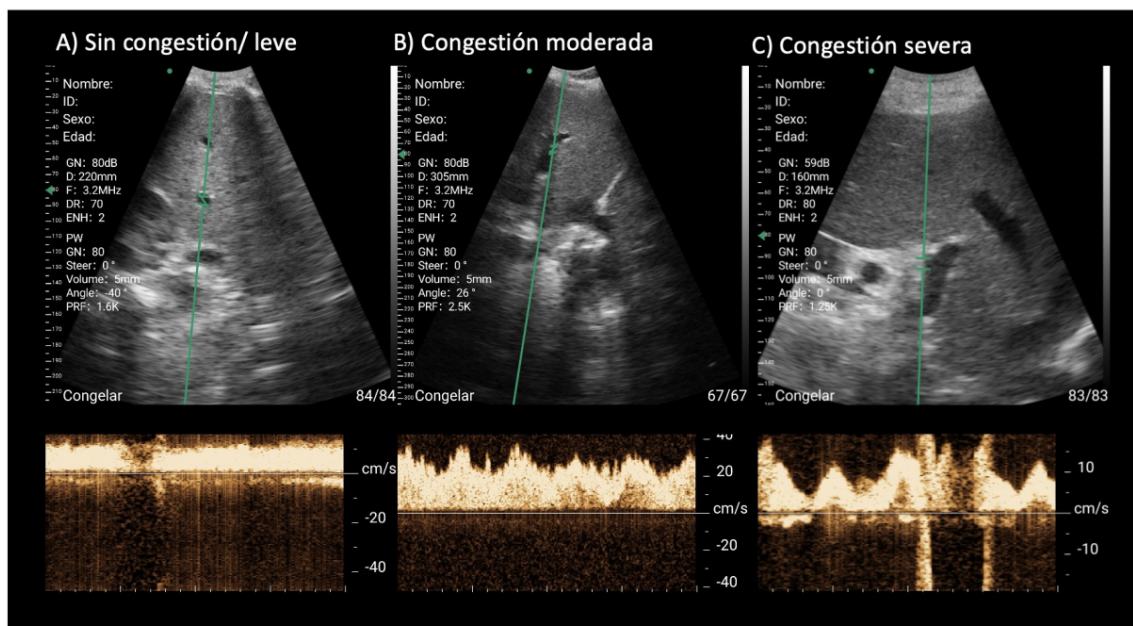 A) Sin congestión/ leve
Nombre:
ID:
Sexo:
Edad:
GN: 80dB
D: 220mm
F: 3.2MHz
DR: 70
ENH: 2
PW
GN: 80
Steer: 0°
Volume: 5mm
Angle: -40°
PRF: 1.6K
Congelar
84/84
cm/s
-20
-40
B) Congestión moderada
Nombre:
ID:
Sexo:
Edad:
GN: 80dB
D: 305mm
F: 3.2MHz
DR: 70
ENH: 2
PW
GN: 80
Steer: 0°
Volume: 5mm
Angle: 26°
PRF: 2.5K
Congelar
67/67
40
20
cm/s
-20
-40
C) Congestión severa
Nombre:
ID:
Sexo:
Edad:
GN: 59dB
D: 160mm
F: 3.2MHz
DR: 80
ENH: 2
PW
GN: 80
Steer: 0°
Volume: 5mm
Angle: 0°
PRF: 1.25K
Congelar
83/83
10
cm/s
-10